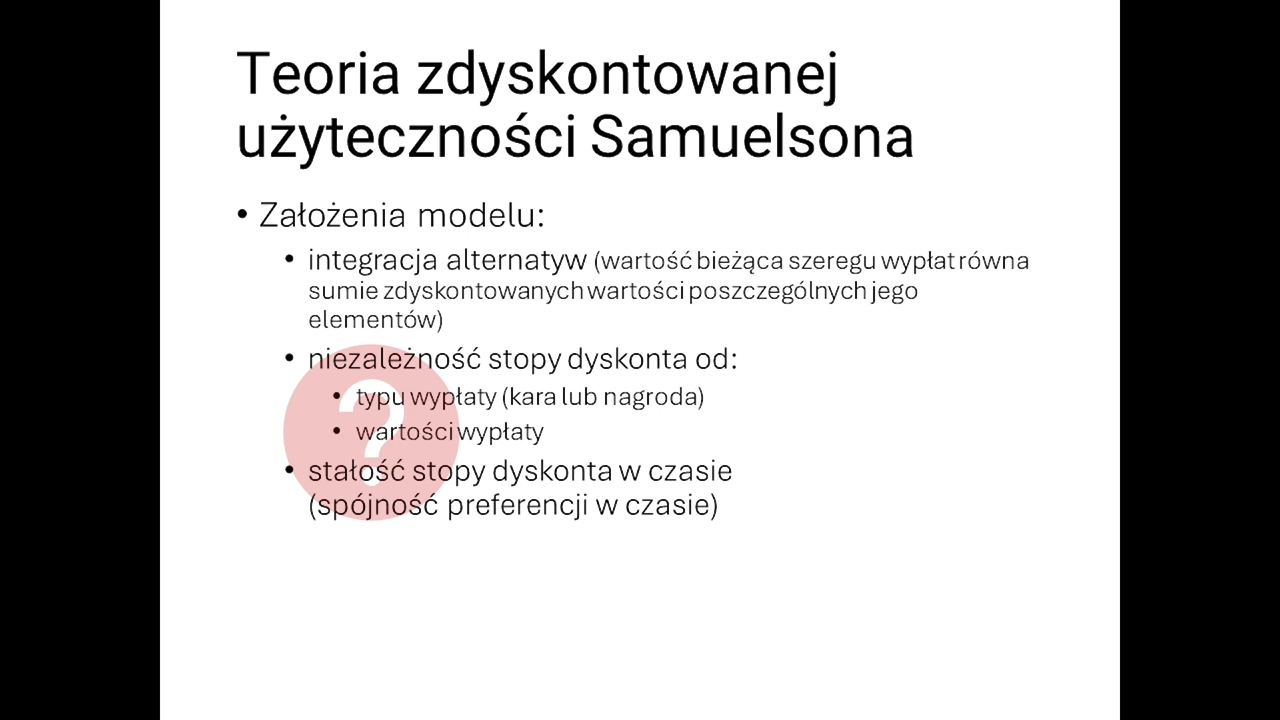 Teoria zdyskontowanej
użyteczności Samuelsona
• Założenia modelu:
• integracja alternatyw (wartość bieżąca szeregu wypłat równa
sumie zdyskontowanych wartości poszczególnych jego
elementów)
• niezależność stopy dyskonta od:
• typu wypłaty (kara lub nagroda)
• wartości wypłaty
• stałość stopy dyskonta w czasie
(spójność preferencji w czasie)
?